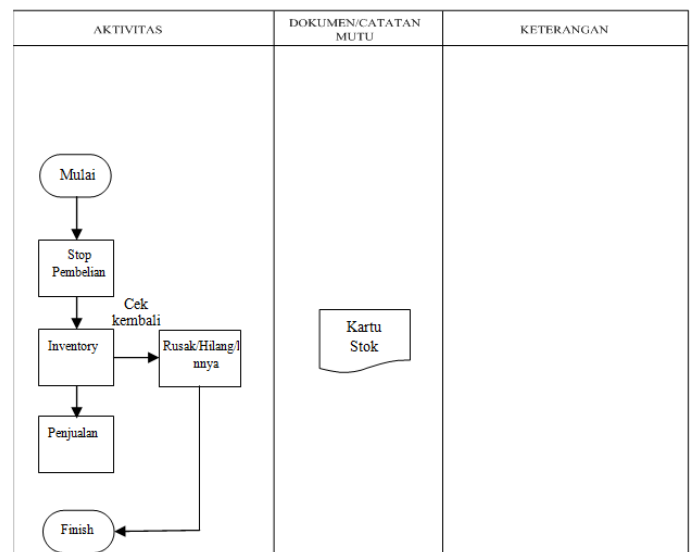 AKTIVITAS
DOKUMEN/CATATAN
MUTU
KETERANGAN
Mulai
Stop
Pembelian
Cek
kembali
Inventory
Rusak/Hilang/l
nnya
Kartu
Stok
Penjualan
Finish